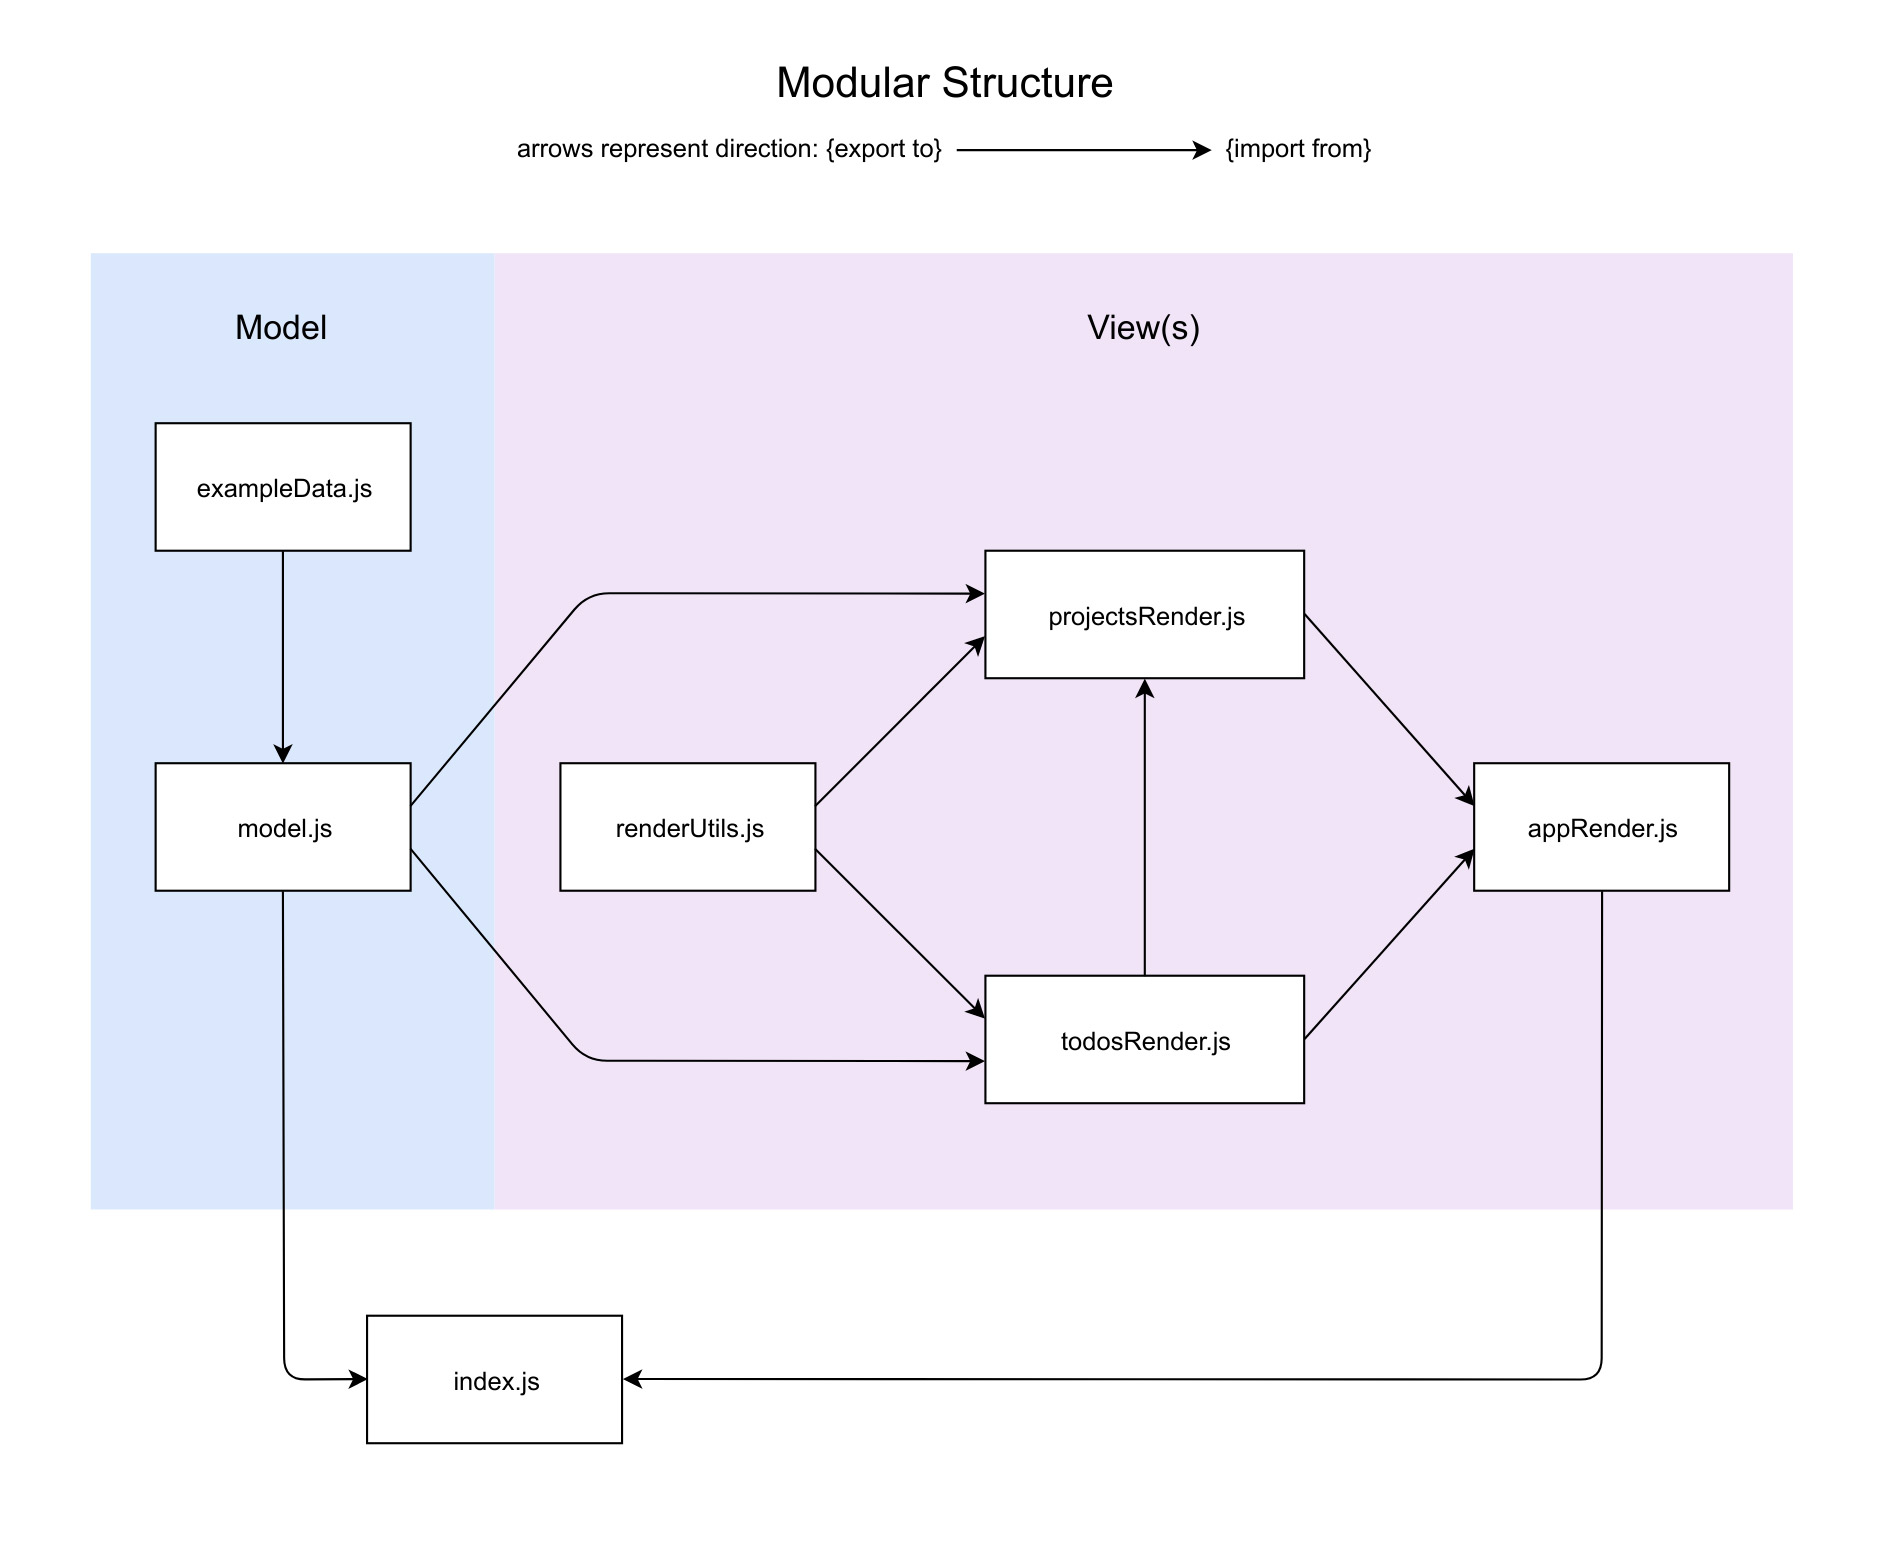 Modular Structure
arrows represent direction: {export to} {import from}
Model
View(s)
exampleData.js
projectsRender.js
model.js
renderUtils.js
appRender.js
todosRender.js
index.js